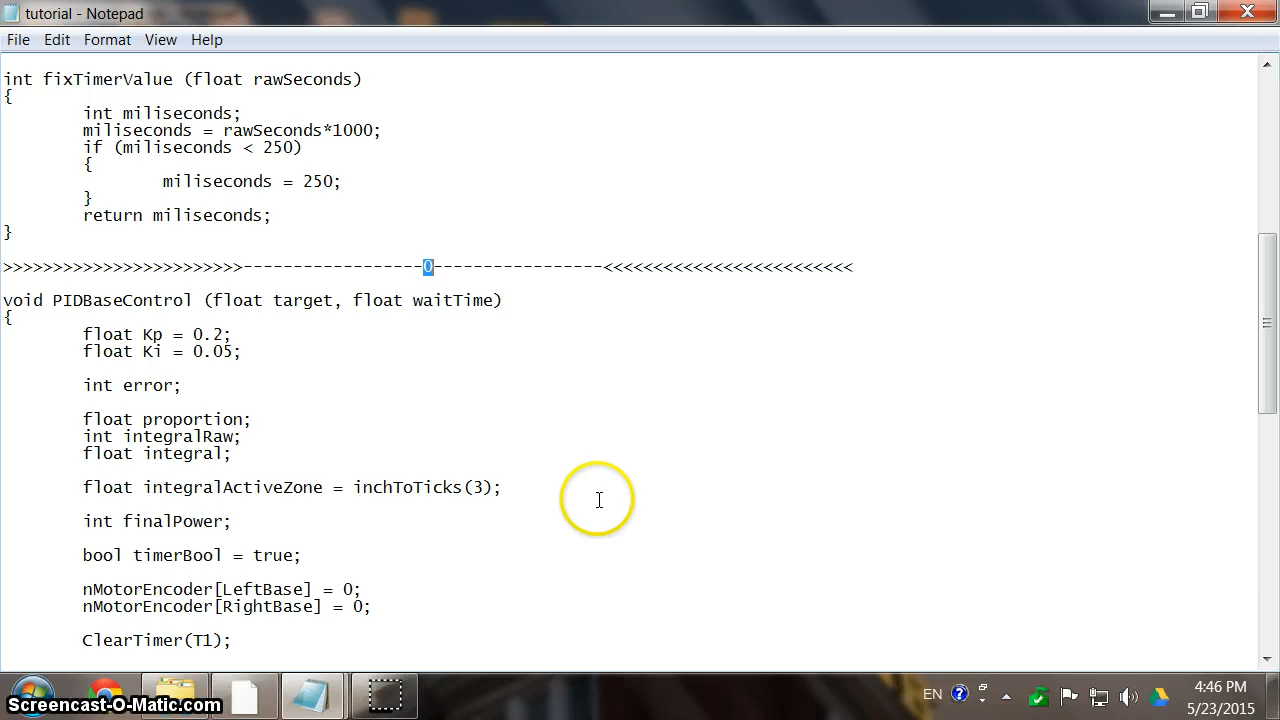 tutorial - Notepad
File Edit Format View Help
int fixTimerValue (float rawSeconds)
{
int miliseconds;
miliseconds = rawSeconds*1000;
if (miliseconds < 250)
{
miliseconds = 250;
}
return miliseconds;
}
>>>>>>>>>>>>>>>>>>>>>>>>------------------0-----------------<<<<<<<<<<<<<<<<<<<<<<<<<
void PIDBaseControl (float target, float waitTime)
{
float Kp = 0.2;
float Ki = 0.05;
int error;
float proportion;
int integralRaw;
float integral;
float integralActiveZone = inchToTicks(3);
int finalPower;
bool timerBool = true;
nMotorEncoder[LeftBase] = 0;
nMotorEncoder[RightBase] = 0;
ClearTimer(T1);
EN
4:46 PM
5/23/2015
Screencast-O-Matic.com